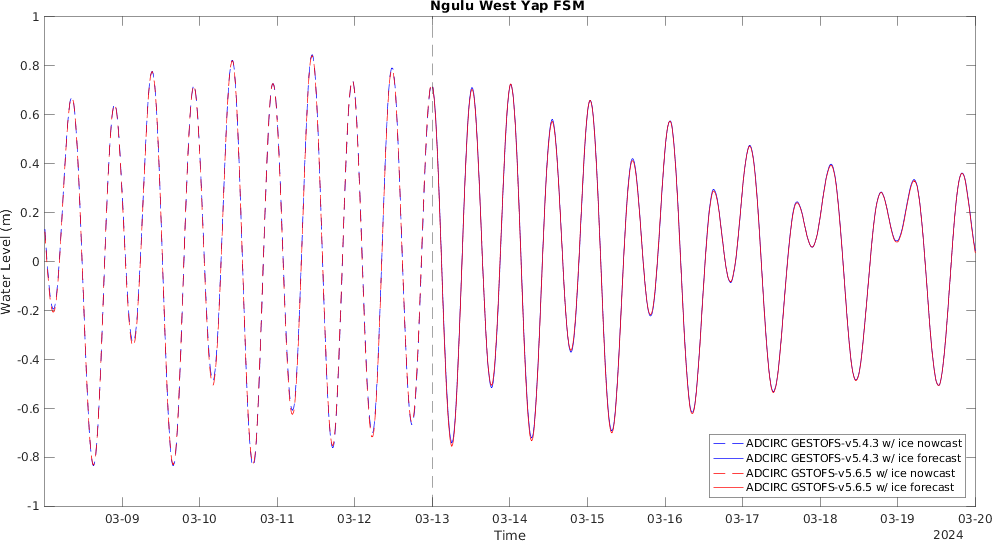 Ngulu West Yap FSM
1
0.8
0.6
0.4
0.2
0
-0.2
-0.4
-0.6
-0.8
-1
Water Level (m)
ADCIRC GESTOFS-v5.4.3 w/ ice nowcast
ADCIRC GESTOFS-v5.4.3 w/ ice forecast
ADCIRC GSTOFS-v5.6.5 w/ ice nowcast
ADCIRC GSTOFS-v5.6.5 w/ ice forecast
03-09 03-10 03-11 03-12 03-13 03-14 03-15 03-16 03-17 03-18 03-19 03-20
Time
2024